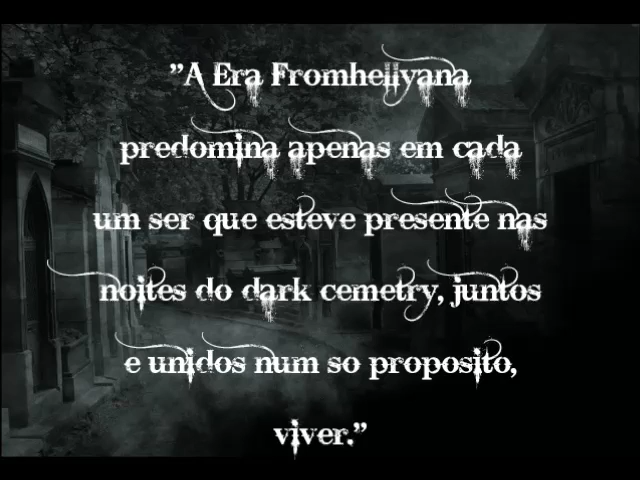 "A Era Fromhellyana
predomina apenas em cada
um ser que esteve presente nas
noites do dark cemetry, juntos
e unidos num so proposito,
viver."